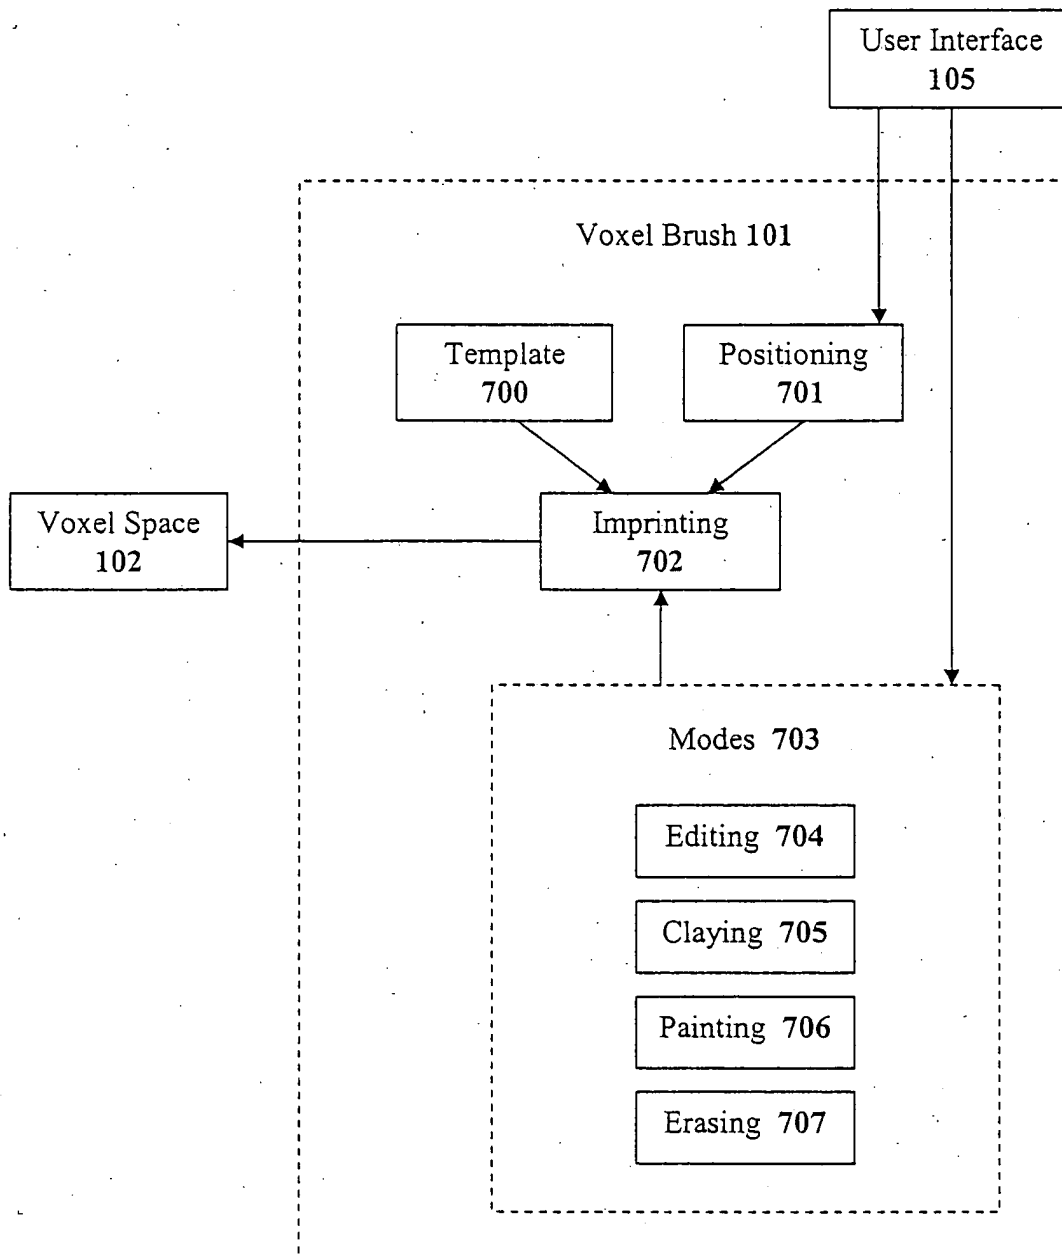 User Interface
105
Voxel Brush 101
Template
700
Positioning
701
Voxel Space
102
Imprinting
702
Modes 703
Editing 704
Claying 705
Painting 706
Erasing 707